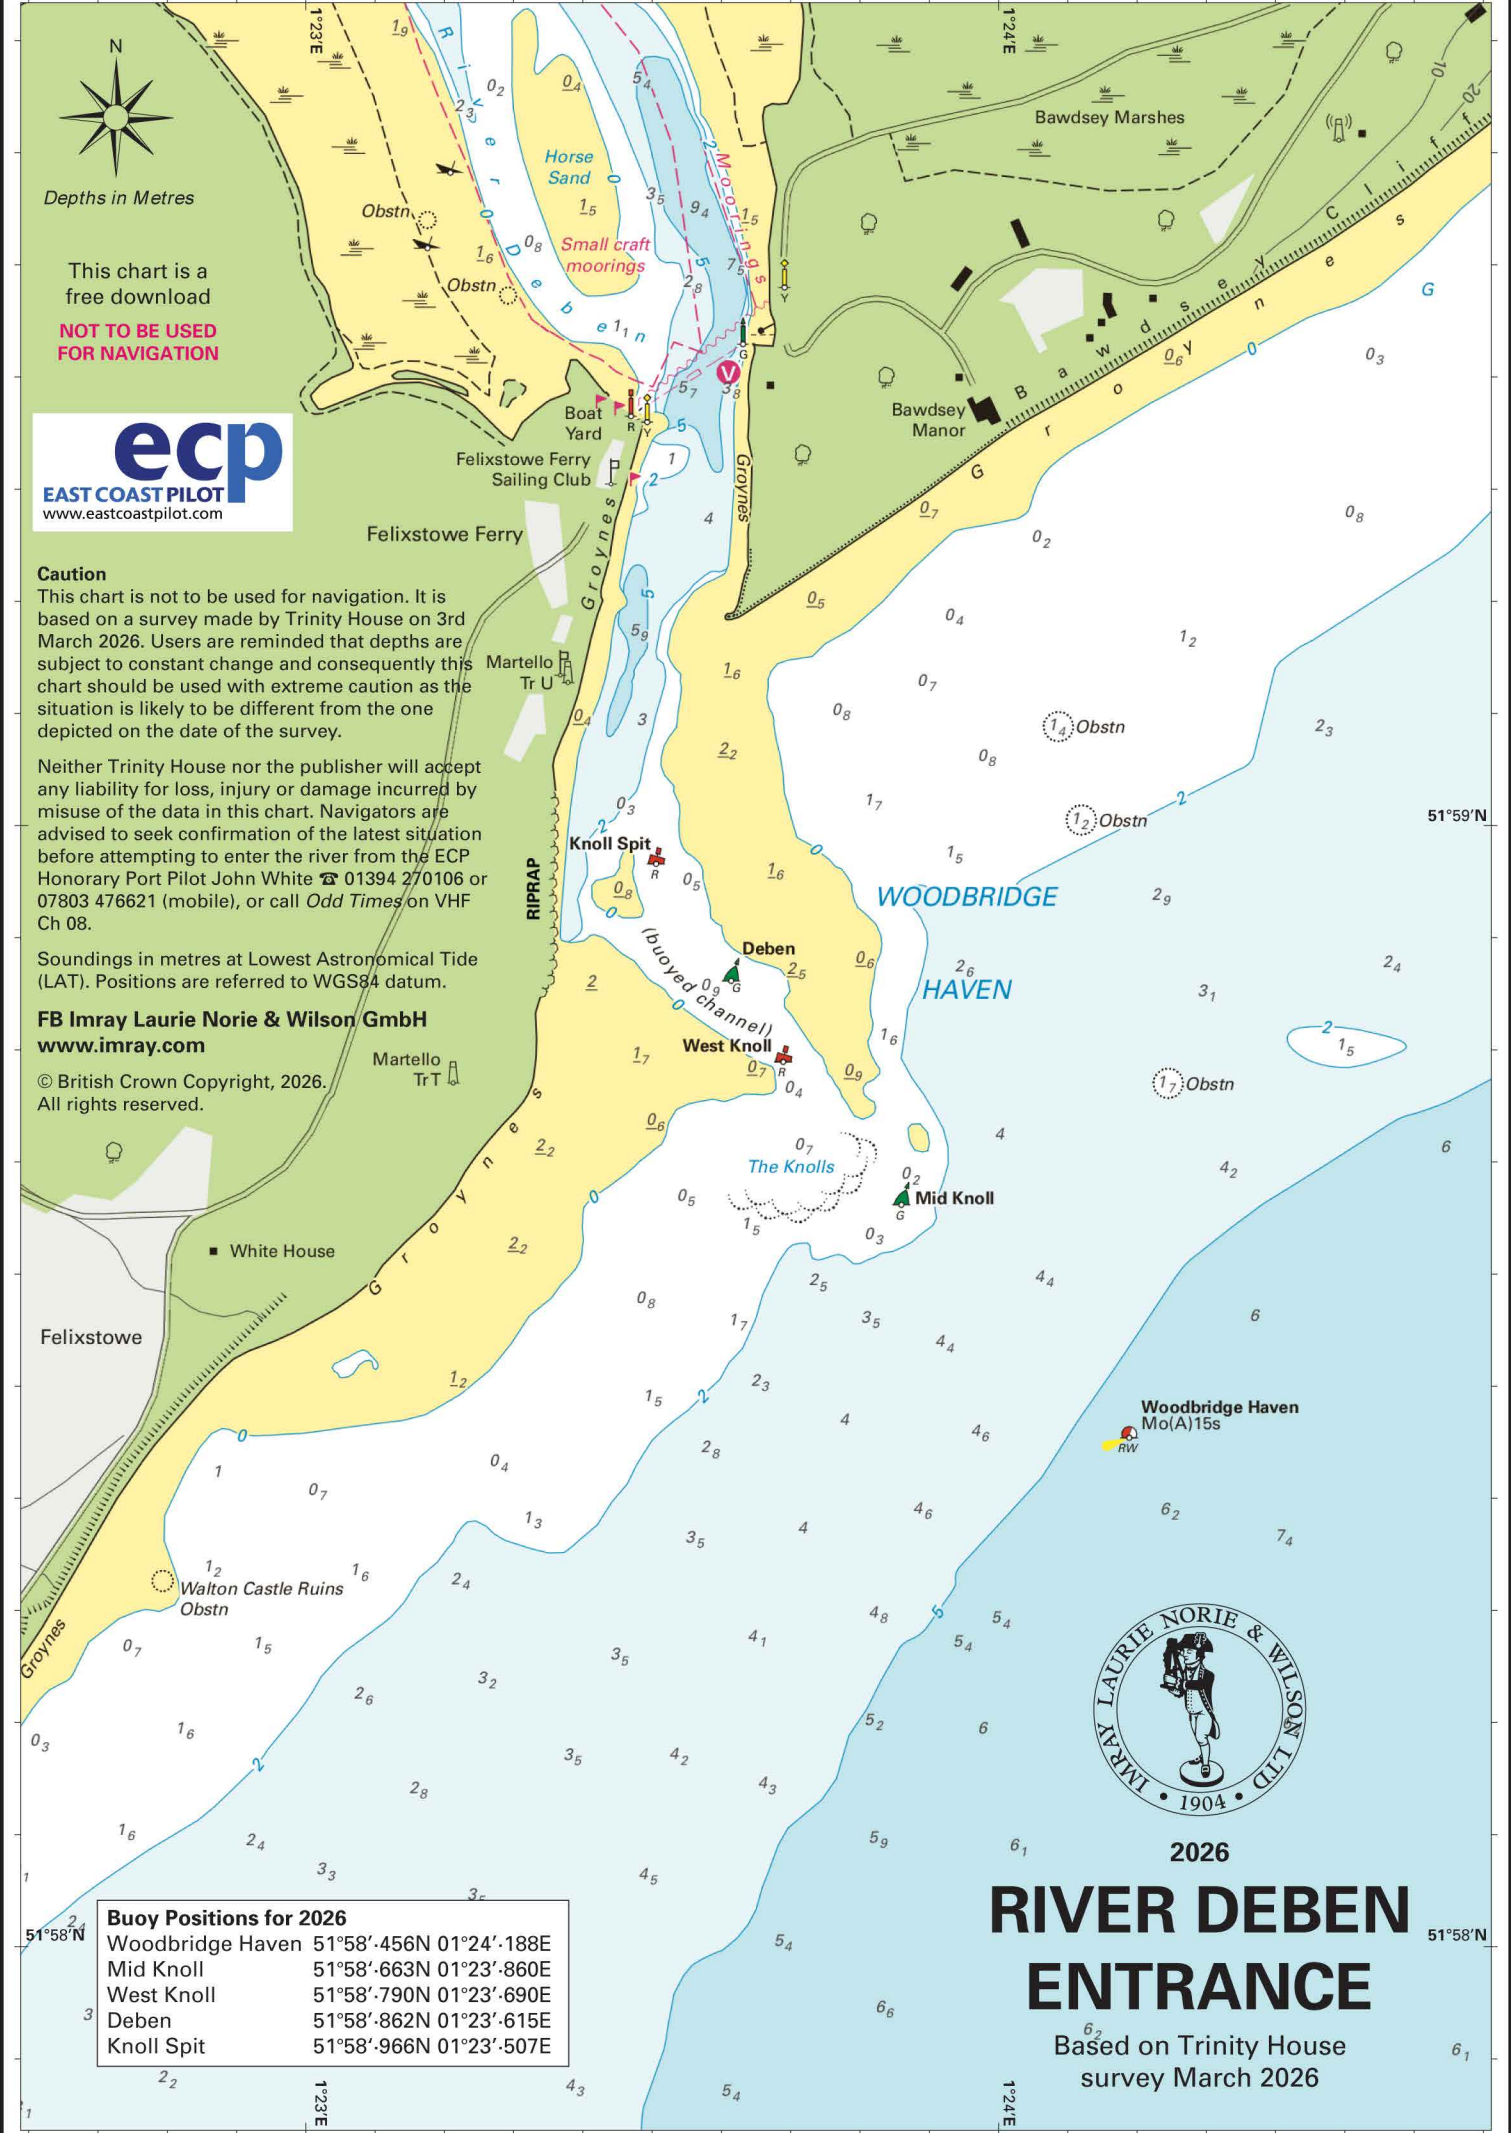 1°23'E
1°24'E
N
Depths in Metres
This chart is a
free download
NOT TO BE USED
FOR NAVIGATION
ecp
EAST COAST PILOT
www.eastcoastpilot.com
River Deben
Horse
Sand
Small craft
moorings
Moorings
Obstn
Obstn
Bawdsey Marshes
Bawdsey Cliff
Groynes
Bawdsey
Manor
Boat
Yard
R
Y
G
Y
V
Felixstowe Ferry
Sailing Club
Felixstowe Ferry
Groynes
Groynes
Caution
This chart is not to be used for navigation. It is
based on a survey made by Trinity House on 3rd
March 2026. Users are reminded that depths are
subject to constant change and consequently this
chart should be used with extreme caution as the
situation is likely to be different from the one
depicted on the date of the survey.
Neither Trinity House nor the publisher will accept
any liability for loss, injury or damage incurred by
misuse of the data in this chart. Navigators are
advised to seek confirmation of the latest situation
before attempting to enter the river from the ECP
Honorary Port Pilot John White ☎ 01394 270106 or
07803 476621 (mobile), or call Odd Times on VHF
Ch 08.
Soundings in metres at Lowest Astronomical Tide
(LAT). Positions are referred to WGS84 datum.
FB Imray Laurie Norie & Wilson GmbH
www.imray.com
© British Crown Copyright, 2026.
All rights reserved.
Martello
Tr U
Martello
Tr T
RIPRAP
Knoll Spit
R
(buoyed channel)
Deben
G
West Knoll
R
The Knolls
Mid Knoll
G
1₄ Obstn
1₂ Obstn
1₇ Obstn
WOODBRIDGE
HAVEN
51°59'N
G
Groynes
White House
Felixstowe
Woodbridge Haven
Mo(A)15s
RW
Walton Castle Ruins
Obstn
Groynes
IMRAY LAURIE NORIE & WILSON LTD
• 1904 •
2026
RIVER DEBEN
ENTRANCE
Based on Trinity House
survey March 2026
51°58'N
51°58'N
Buoy Positions for 2026
Woodbridge Haven 51°58'·456N 01°24'·188E
Mid Knoll 51°58'·663N 01°23'·860E
West Knoll 51°58'·790N 01°23'·690E
Deben 51°58'·862N 01°23'·615E
Knoll Spit 51°58'·966N 01°23'·507E
1°23'E
1°24'E